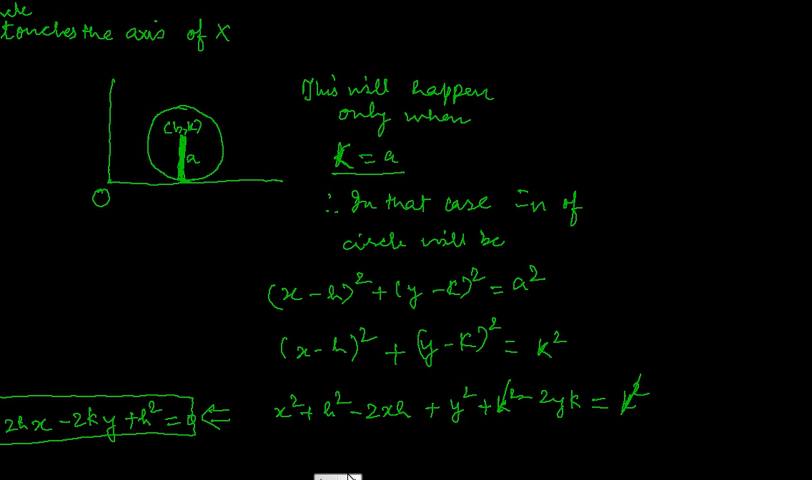 cle
touches the axis of X
(h,k)
a
O
This will happen
only when
K = a
∴ In that case =n of
circle will be
(x - h)² + (y - k)² = a²
(x - h)² + (y - k)² = k²
x² + h² - 2xh + y² + k² - 2yk = k²
2hx - 2ky + h² = 0 ⇐